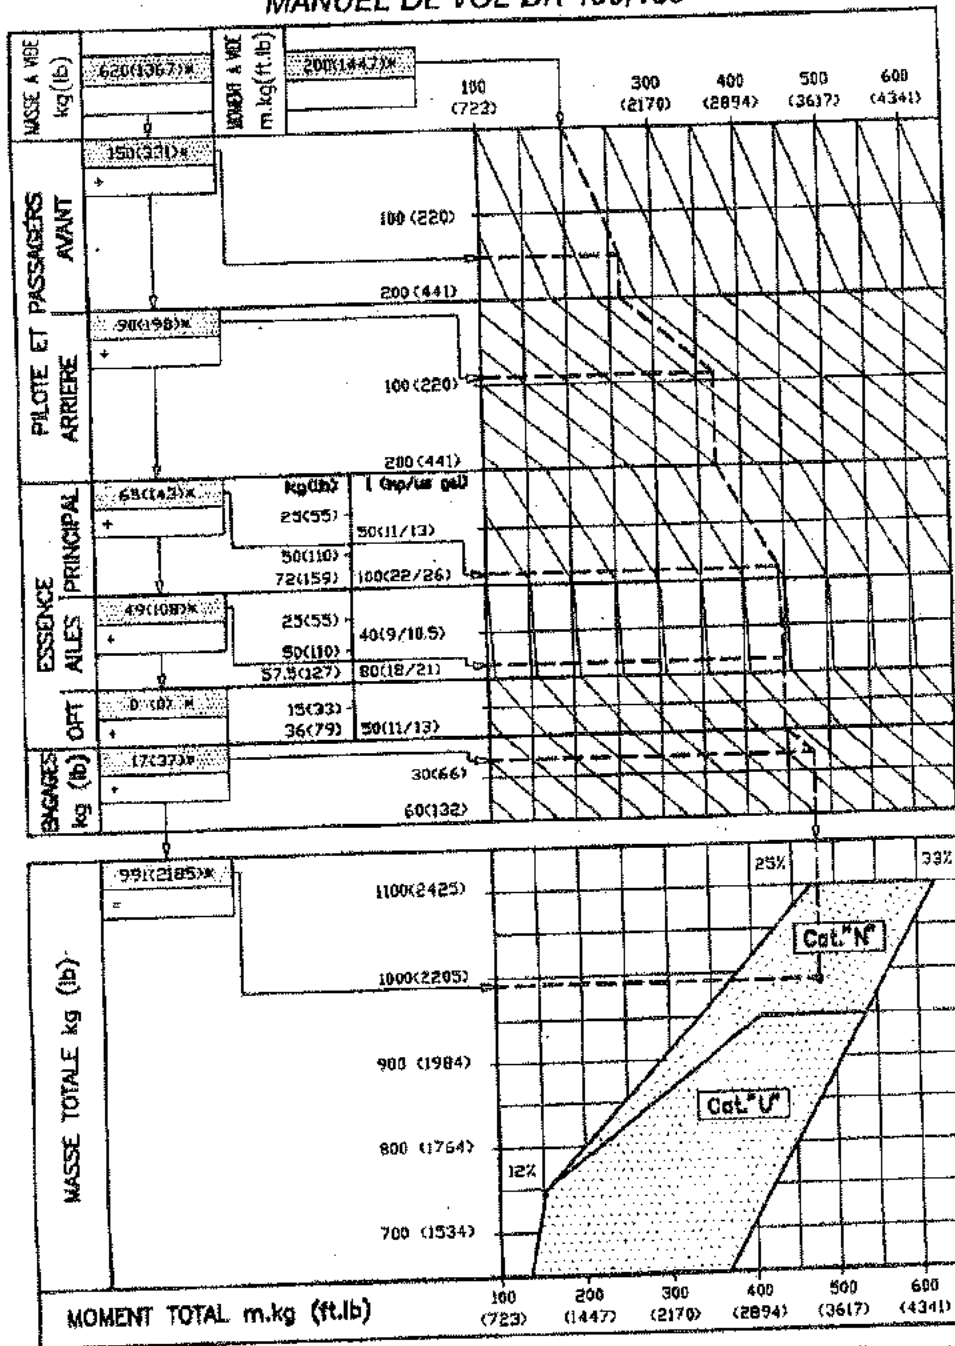 MANUEL DE VOL DR 400/160
MASSE A VIDE
kg(lb)
620(1367)*
MOMENT A VIDE
m.kg(ft.lb)
200(1447)*
100 300 400 500 600
(723) (2170) (2894) (3617) (4341)
PILOTE ET PASSAGERS
AVANT
150(331)*
+
100 (220)
200 (441)
ARRIERE
90(198)*
+
100 (220)
200 (441)
ESSENCE
PRINCIPAL
65(143)*
+
kg(lb) l (imp/us gal)
25(55)
50(11/13)
50(110)
72(159) 100(22/26)
AILES
49(108)*
+
25(55)
40(9/10.5)
50(110)
57.5(127) 80(18/21)
OPT
0 (0) *
+
15(33)
36(79) 50(11/13)
BAGAGES
kg (lb)
17(37)*
+
30(66)
60(132)
MASSE TOTALE kg (lb)
991(2185)*
=
25% 33%
1100(2425)
Cat."N"
1000(2205)
900 (1984)
Cat."U"
800 (1764)
12%
700 (1534)
MOMENT TOTAL m.kg (ft.lb)
100 200 300 400 500 600
(723) (1447) (2170) (2894) (3617) (4341)